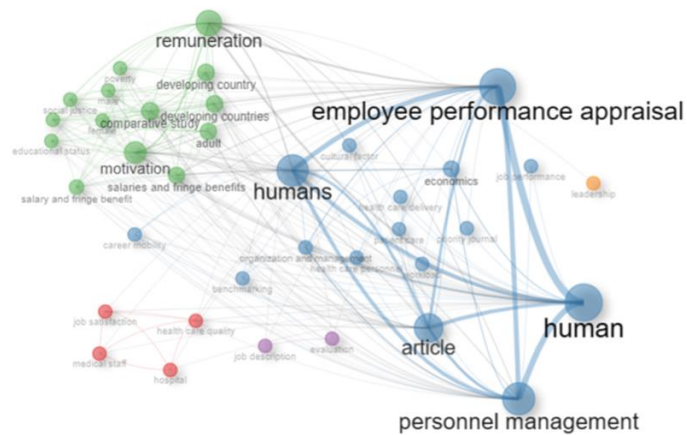 remuneration
poverty
developing country
male
social justice
developing countries
comparative study
female
adult
educational status
motivation
salaries and fringe benefits
salary and fringe benefit
employee performance appraisal
cultural factor
humans
economics
job performance
leadership
health care delivery
career mobility
patient care
priority journal
organization and management
health care personnel
workload
benchmarking
job satisfaction
health care quality
human
article
job description
evaluation
medical staff
hospital
personnel management